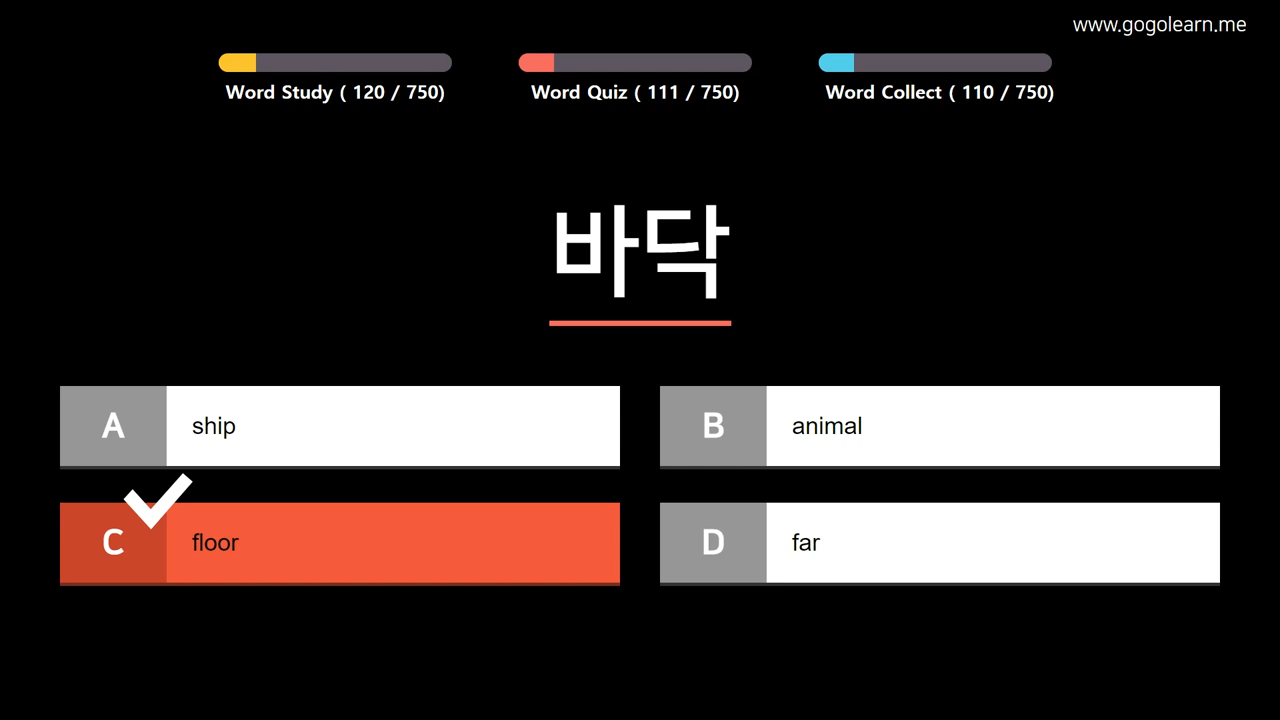 www.gogolearn.me
Word Study ( 120 / 750)
Word Quiz ( 111 / 750)
Word Collect ( 110 / 750)
바닥
A ship
B animal
C floor
D far